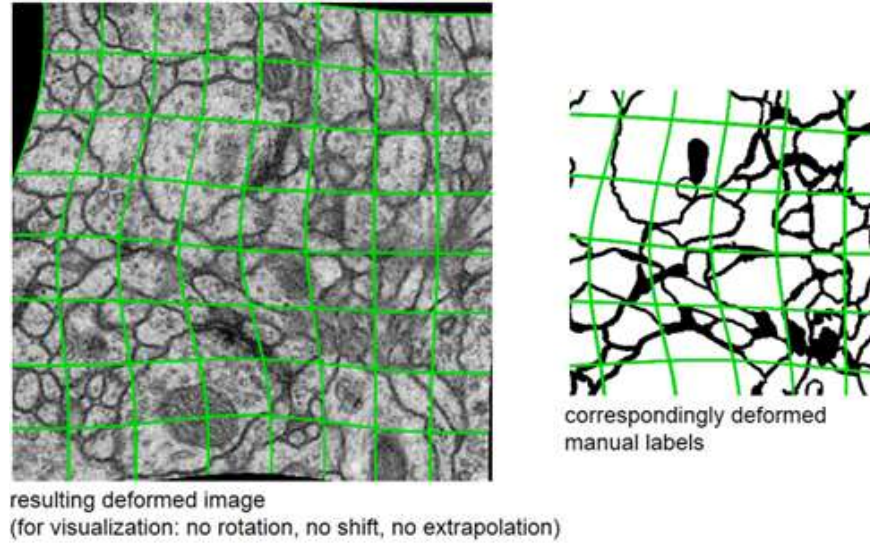 correspondingly deformed
manual labels
resulting deformed image
(for visualization: no rotation, no shift, no extrapolation)